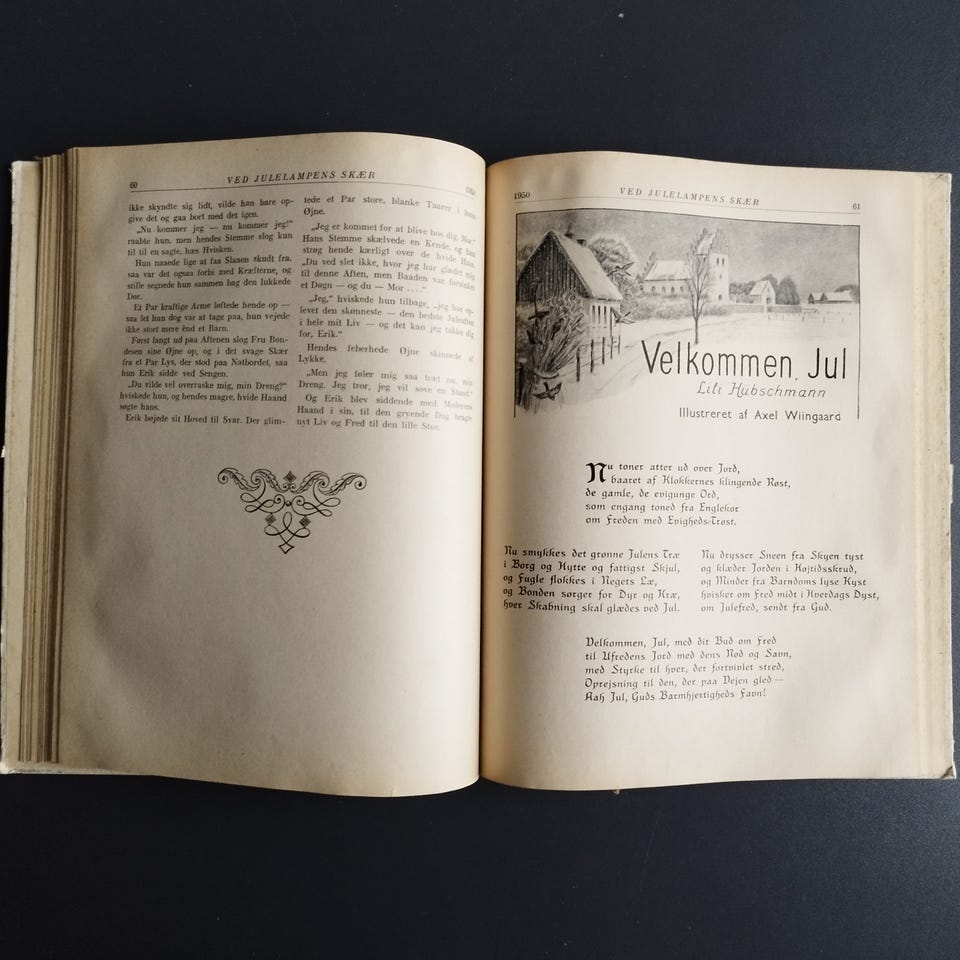 60 VED JULELAMPENS SKÆR 1950
ikke skyndte sig lidt, vilde han bare op-
give det og gaa bort med det igen.
„Nu kommer jeg — nu kommer jeg!”
raabte hun, men hendes Stemme slog kun
til til en sagte, hæs Hvisken.
Hun naaede lige at faa Slaaen skudt fra,
saa var det ogsaa forbi med Kræfterne, og
stille segnede hun sammen bag den lukkede
Dør.
Et Par kraftige Arme løftede hende op —
saa let hun dog var at tage paa, hun vejede
ikke stort mere end et Barn.
Først langt ud paa Aftenen slog Fru Bon-
desen sine Øjne op, og i det svage Skær
fra et Par Lys, der stod paa Natbordet, saa
hun Erik sidde ved Sengen.
„Du vilde vel overraske mig, min Dreng?”
hviskede hun, og hendes magre, hvide Haand
søgte hans.
Erik bøjede sit Hoved til Svar. Der glim-
tede et Par store, blanke Taarer i hans
Øjne.
„Jeg er kommet for at blive hos dig, Mor.”
Hans Stemme skælvede en Kende, og han
strøg hende kærligt over de hvide Haar.
„Du ved slet ikke, hvor jeg har glædet mig
til denne Aften, men Baaden var forsinket
et Døgn — og du — Mor ....”
„Jeg,” hviskede hun tilbage, „jeg har op-
levet den skønneste — den bedste Juleaften
i hele mit Liv — og det kan jeg takke dig
for, Erik.”
Hendes feberhede Øjne skinnede af
Lykke.
„Men jeg føler mig saa træt nu, min
Dreng. Jeg tror, jeg vil sove en Stund.”
Og Erik blev siddende med Moderens
Haand i sin, til den gryende Dag bragte
nyt Liv og Fred til den lille Stue.
1950 VED JULELAMPENS SKÆR 61
Velkommen, Jul
Lili Hubschmann
Illustreret af Axel Wiingaard
Nu toner atter ud over Jord,
baaret af Klokkernes klingende Røst,
de gamle, de evigunge Ord,
som engang toned fra Englekor
om Freden med Evigheds-Trøst.
Nu smykkes det grønne Julens Træ
i Borg og Hytte og fattigst Skjul,
og Fugle flokkes i Negets Læ,
og Bonden sørger for Dyr og Kræ,
hver Skabning skal glædes ved Jul.
Nu drysser Sneen fra Skyen tyst
og klæder Jorden i Højtidsskrud,
og Minder fra Barndoms lyse Kyst
hvisker om Fred midt i Hverdags Dyst,
om Julefred, sendt fra Gud.
Velkommen, Jul, med dit Bud om Fred
til Ufredens Jord med dens Nød og Savn,
med Styrke til hver, der fortvivlet stred,
Oprejsning til den, der paa Vejen gled—
Aah Jul, Guds Barmhjertigheds Favn!